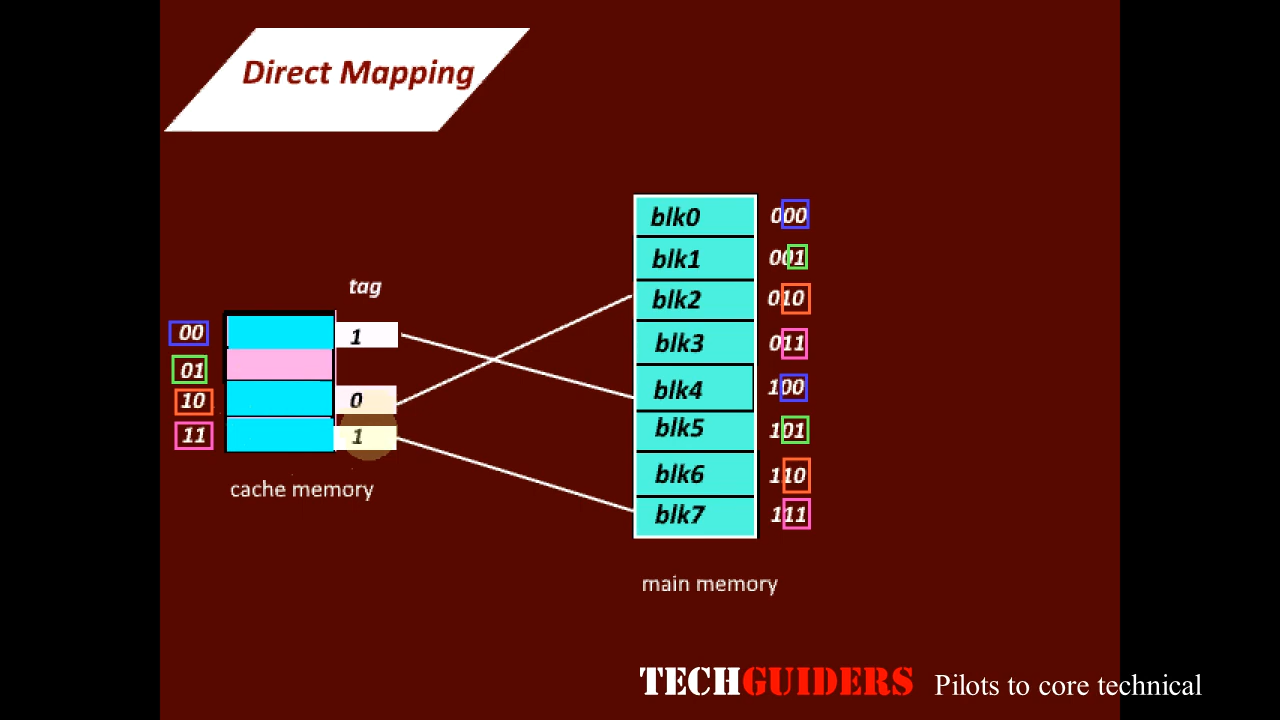 Direct Mapping
tag
00 1
01
10 0
11 1
cache memory
blk0 000
blk1 001
blk2 010
blk3 011
blk4 100
blk5 101
blk6 110
blk7 111
main memory
TECHGUIDERS Pilots to core technical